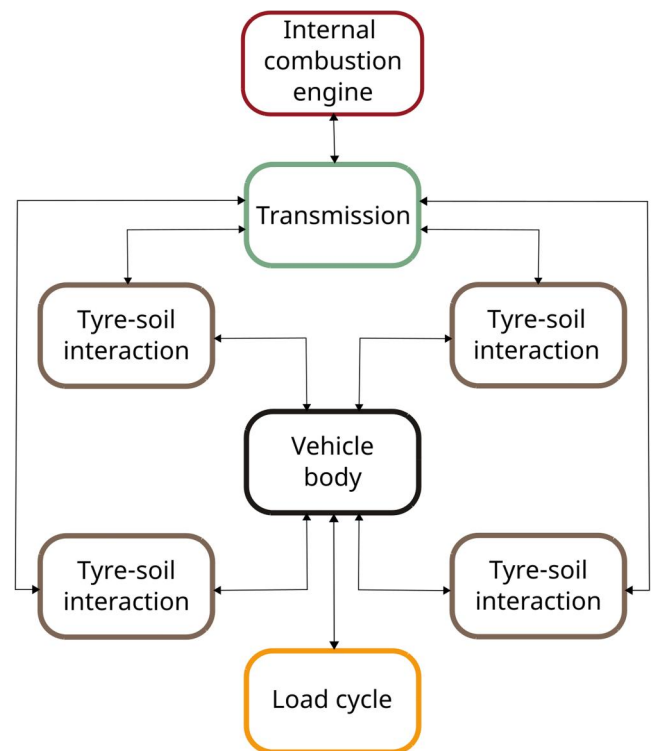 Internal
combustion
engine
Transmission
Tyre-soil
interaction
Tyre-soil
interaction
Vehicle
body
Tyre-soil
interaction
Tyre-soil
interaction
Load cycle